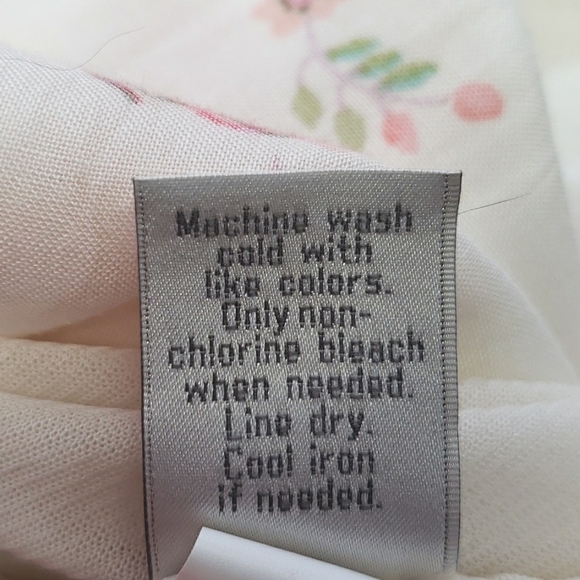 Machine wash
cold with
like colors.
Only non-
chlorine bleach
when needed.
Line dry.
Cool iron
if needed.